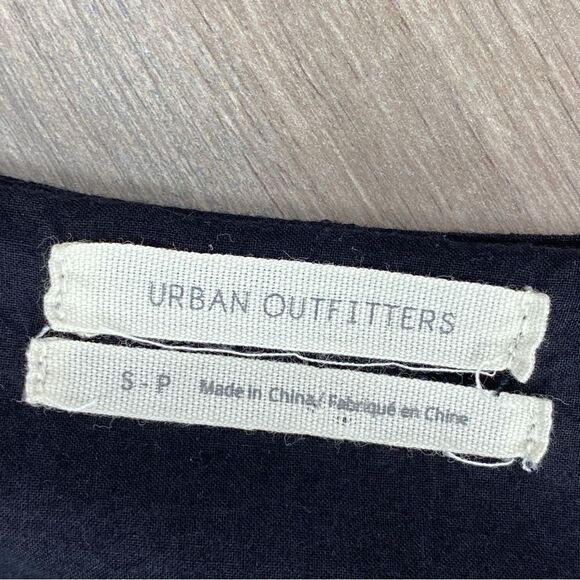 URBAN OUTFITTERS
S - P Made in China/ Fabriqué en Chine